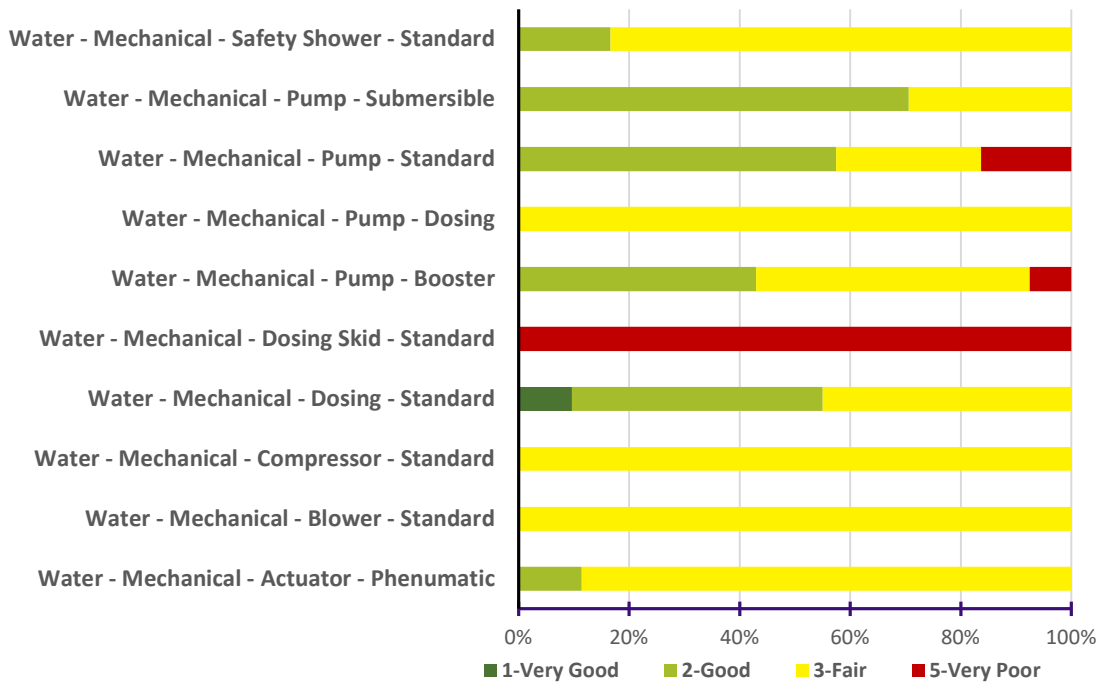 Water - Mechanical - Safety Shower - Standard
Water - Mechanical - Pump - Submersible
Water - Mechanical - Pump - Standard
Water - Mechanical - Pump - Dosing
Water - Mechanical - Pump - Booster
Water - Mechanical - Dosing Skid - Standard
Water - Mechanical - Dosing - Standard
Water - Mechanical - Compressor - Standard
Water - Mechanical - Blower - Standard
Water - Mechanical - Actuator - Phenumatic
0% 20% 40% 60% 80% 100%
1-Very Good 2-Good 3-Fair 5-Very Poor